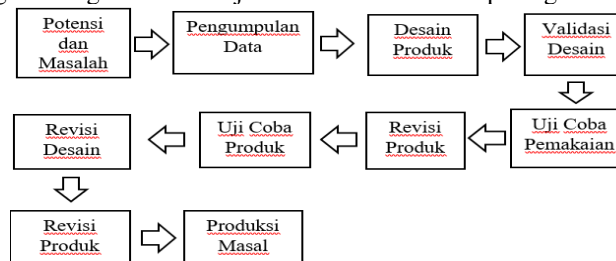 Potensi
dan
Masalah
Pengumpulan
Data
Desain
Produk
Validasi
Desain
Revisi
Desain
Uji Coba
Produk
Revisi
Produk
Uji Coba
Pemakaian
Revisi
Produk
Produksi
Masal